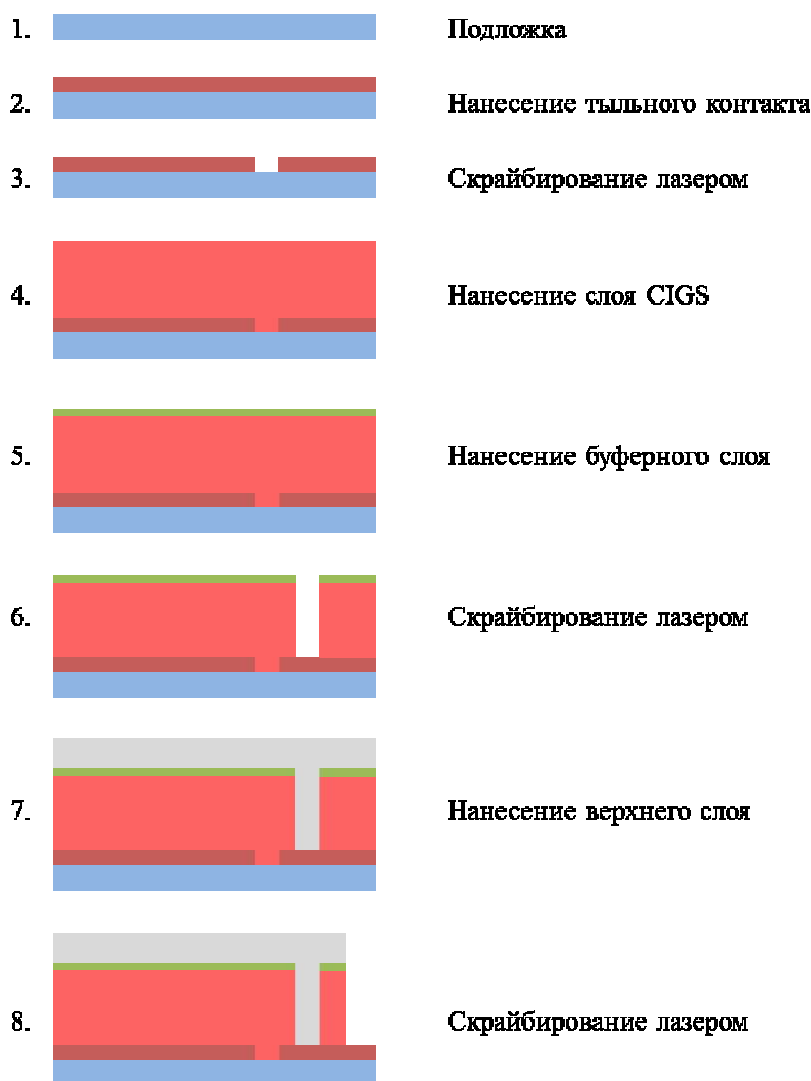 1. Подложка
2. Нанесение тыльного контакта
3. Скрайбирование лазером
4. Нанесение слоя CIGS
5. Нанесение буферного слоя
6. Скрайбирование лазером
7. Нанесение верхнего слоя
8. Скрайбирование лазером